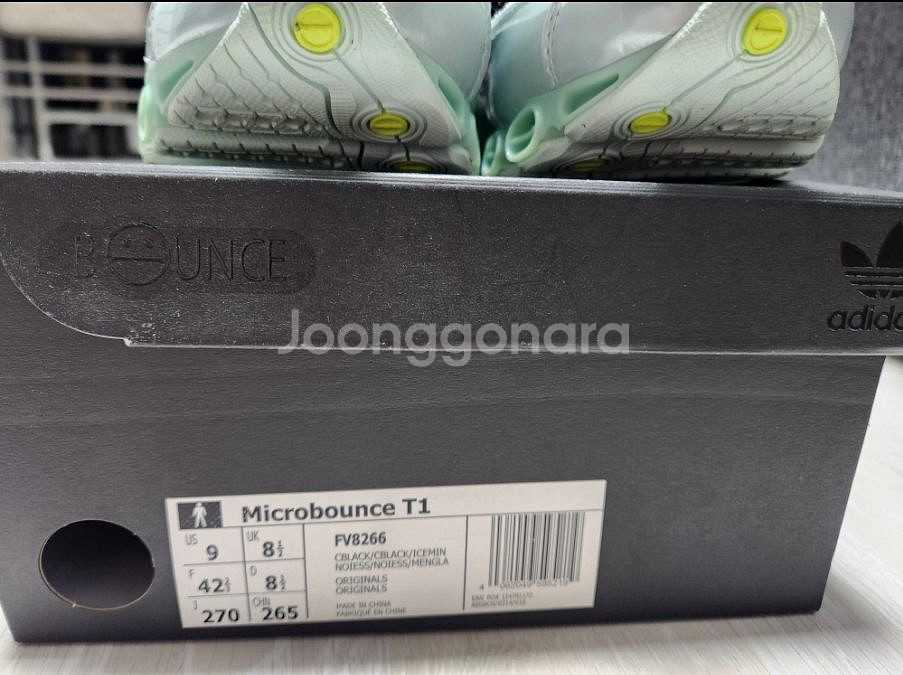 BOUNCE
adidas
Joonggonara
Microbounce T1
US 9 UK 8½
F 42⅔ D 8½
J 270 CHN 265
FV8266
CBLACK/CBLACK/ICEMIN
NOIESS/NOIESS/MENGLA
ORIGINALS
ORIGINALS
MADE IN CHINA
FABRIQUÉ EN CHINE